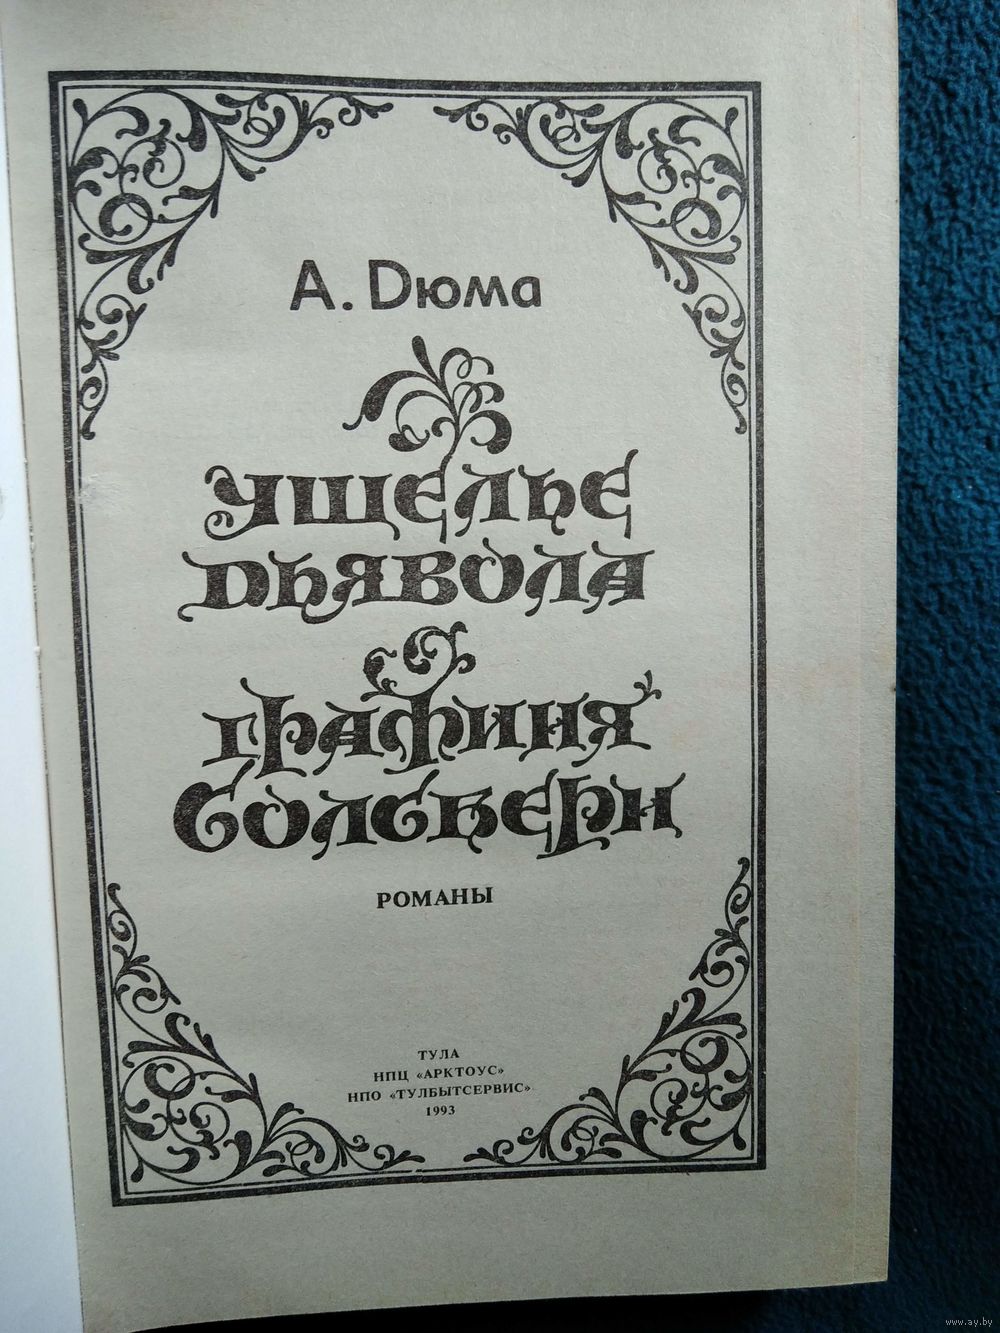 А. Дюма
УЩЕЛЬЕ
ДЬЯВОЛА
ГРАФИНЯ
СОЛСБЕРИ
РОМАНЫ
ТУЛА
НПЦ «АРКТОУС»
НПО «ТУЛБЫТСЕРВИС»
1993
www.ay.by